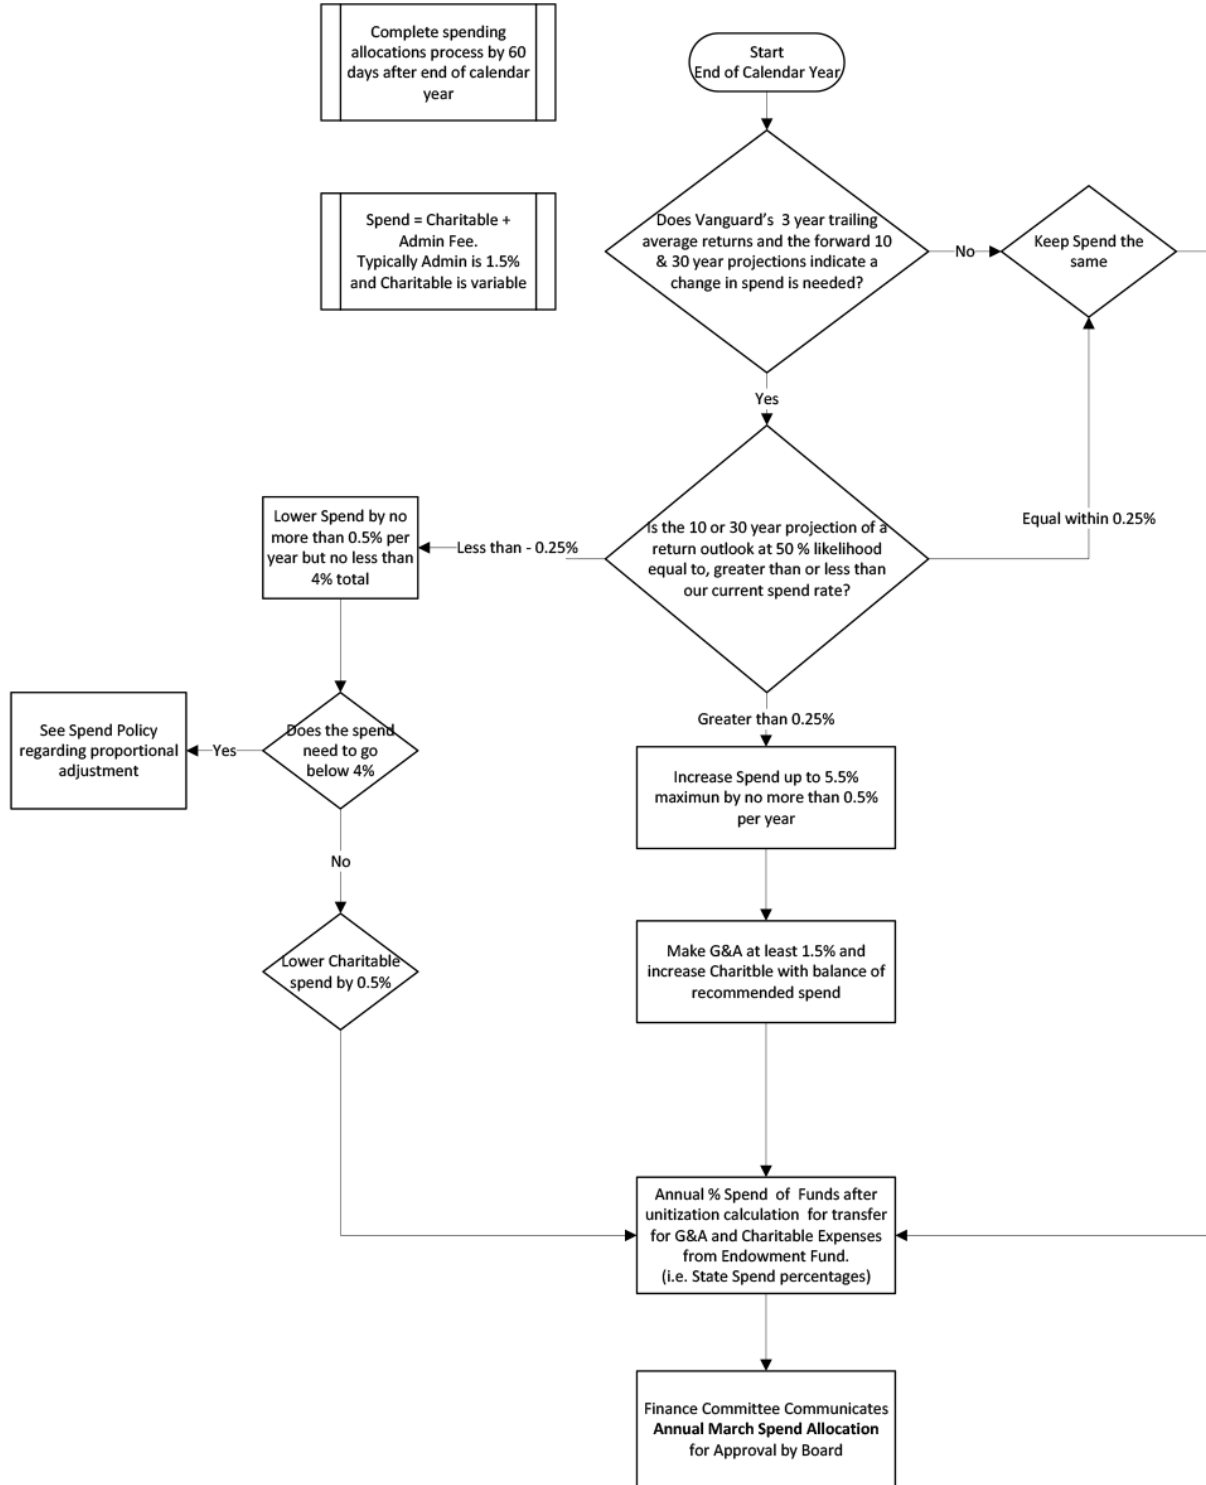 Complete spending
allocations process by 60
days after end of calendar
year
Start
End of Calendar Year
Spend = Charitable +
Admin Fee.
Typically Admin is 1.5%
and Charitable is variable
Does Vanguard's 3 year trailing
average returns and the forward 10
& 30 year projections indicate a
change in spend is needed?
No
Keep Spend the
same
Yes
Lower Spend by no
more than 0.5% per
year but no less than
4% total
Less than - 0.25%
Is the 10 or 30 year projection of a
return outlook at 50 % likelihood
equal to, greater than or less than
our current spend rate?
Equal within 0.25%
See Spend Policy
regarding proportional
adjustment
Yes
Does the spend
need to go
below 4%
Greater than 0.25%
Increase Spend up to 5.5%
maximun by no more than 0.5%
per year
No
Lower Charitable
spend by 0.5%
Make G&A at least 1.5% and
increase Charitble with balance of
recommended spend
Annual % Spend of Funds after
unitization calculation for transfer
for G&A and Charitable Expenses
from Endowment Fund.
(i.e. State Spend percentages)
Finance Committee Communicates
Annual March Spend Allocation
for Approval by Board